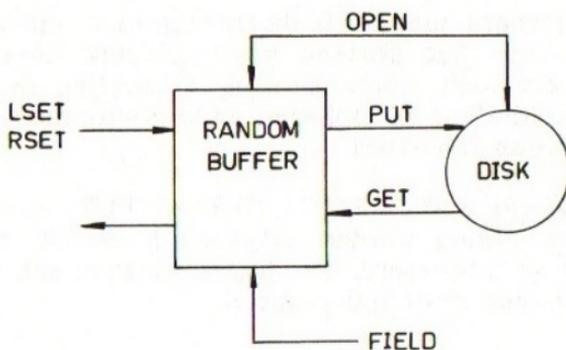 OPEN
LSET
RSET
RANDOM
BUFFER
PUT
DISK
GET
FIELD